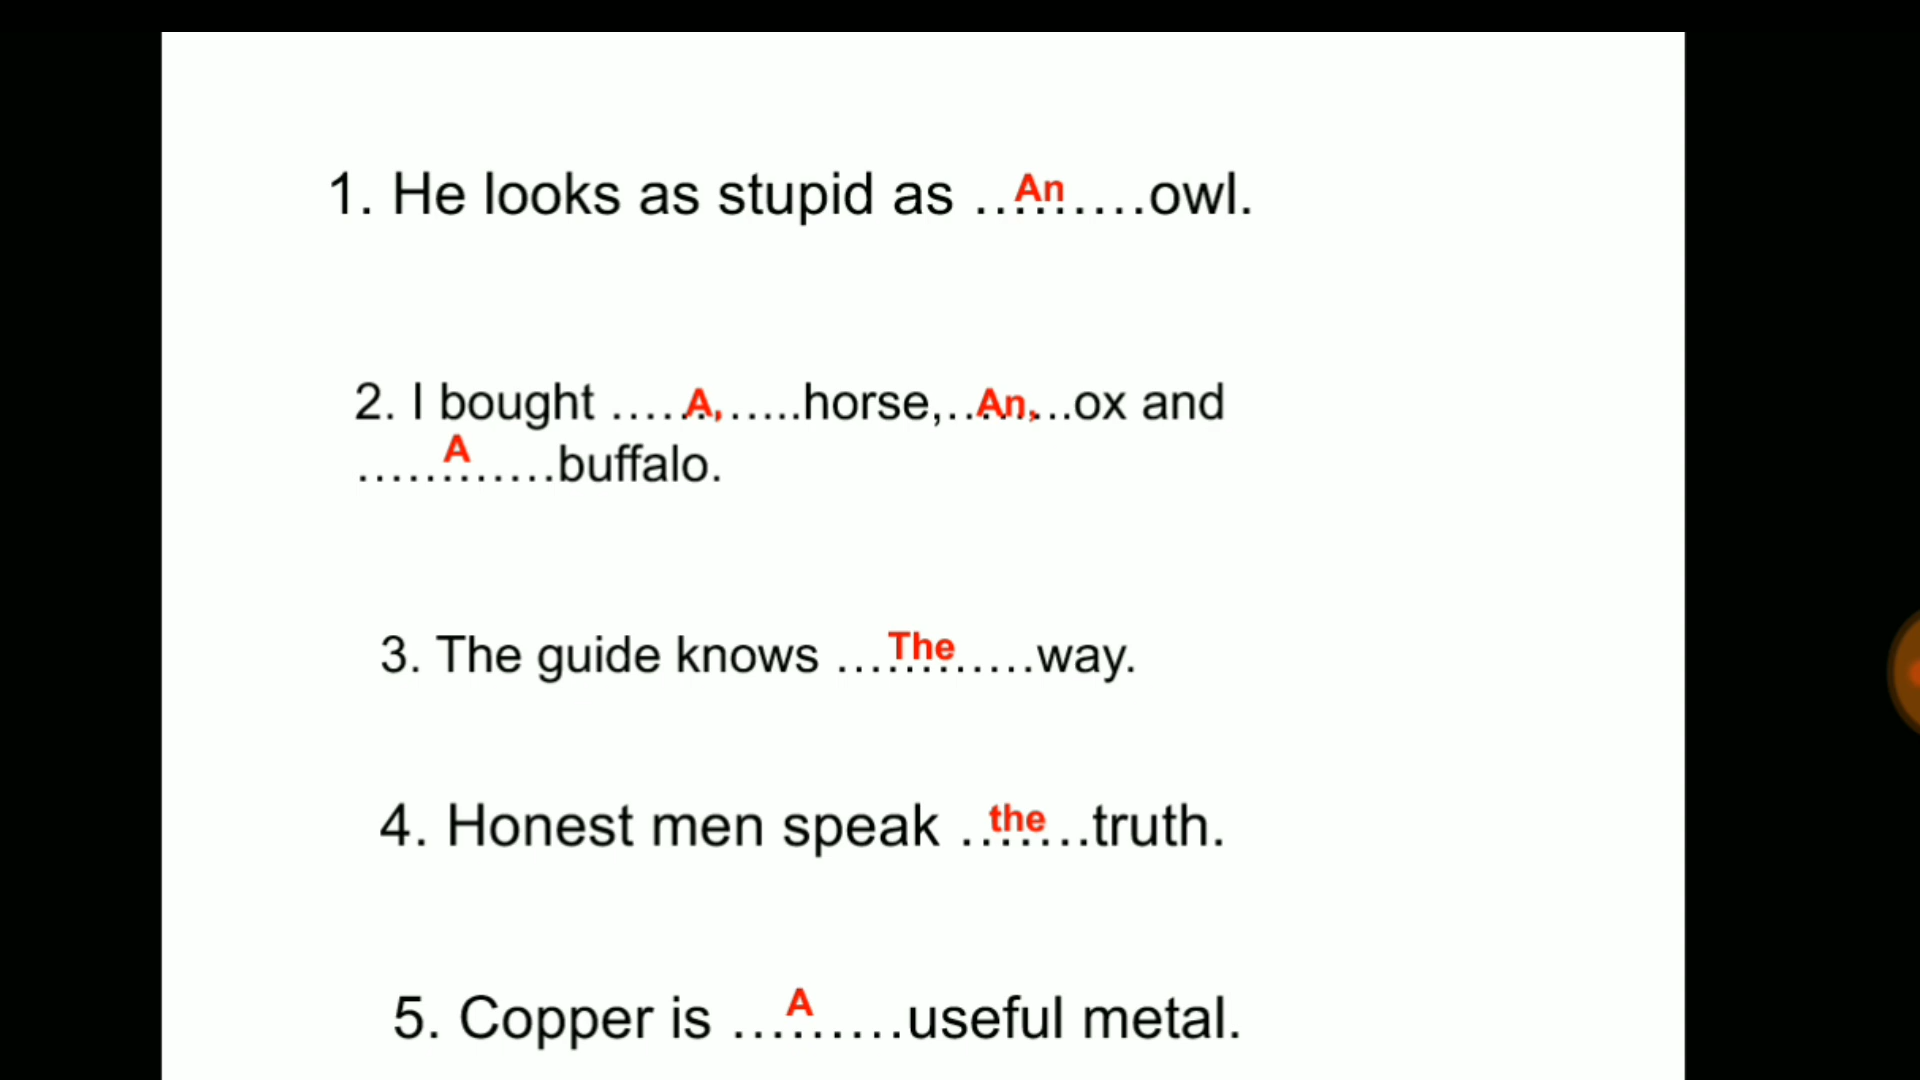 1. He looks as stupid as ...An......owl.
2. I bought .....A,.....horse,...An,...ox and
......A......buffalo.
3. The guide knows ....The.....way.
4. Honest men speak ..the...truth.
5. Copper is ....A.....useful metal.